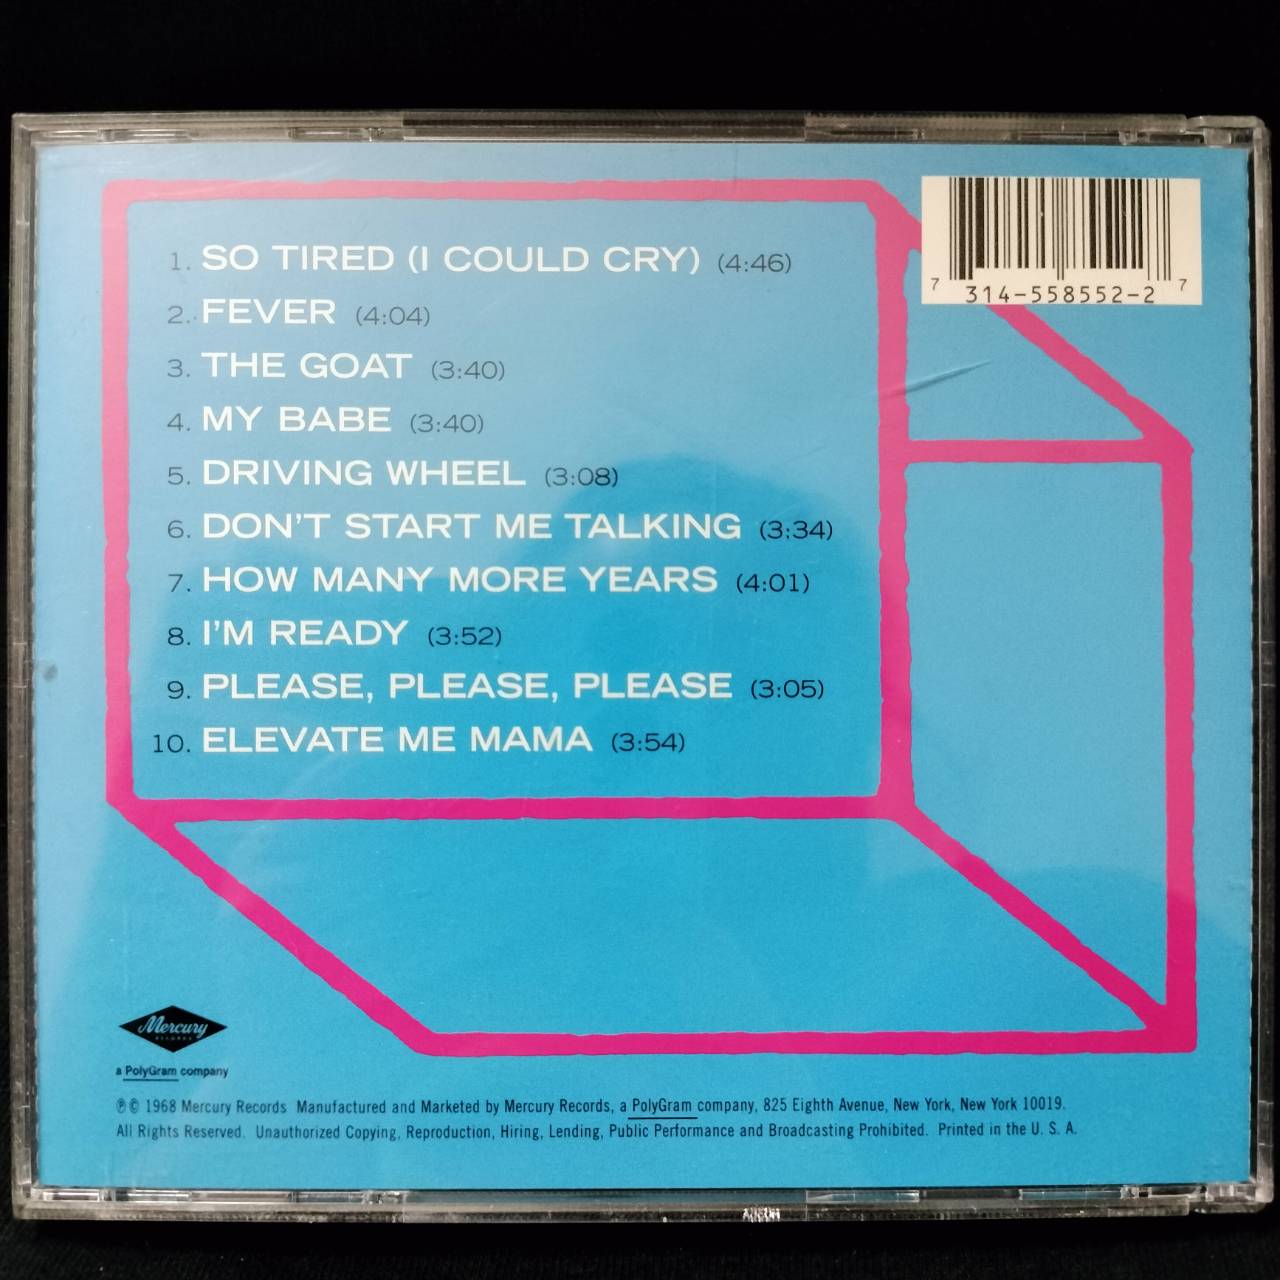 1. SO TIRED (I COULD CRY) (4:46)
2. FEVER (4:04)
3. THE GOAT (3:40)
4. MY BABE (3:40)
5. DRIVING WHEEL (3:08)
6. DON'T START ME TALKING (3:34)
7. HOW MANY MORE YEARS (4:01)
8. I'M READY (3:52)
9. PLEASE, PLEASE, PLEASE (3:05)
10. ELEVATE ME MAMA (3:54)
7 314-558552-2 7
Mercury
RECORDS
a PolyGram company
℗© 1968 Mercury Records Manufactured and Marketed by Mercury Records, a PolyGram company, 825 Eighth Avenue, New York, New York 10019.
All Rights Reserved. Unauthorized Copying, Reproduction, Hiring, Lending, Public Performance and Broadcasting Prohibited. Printed in the U. S. A.